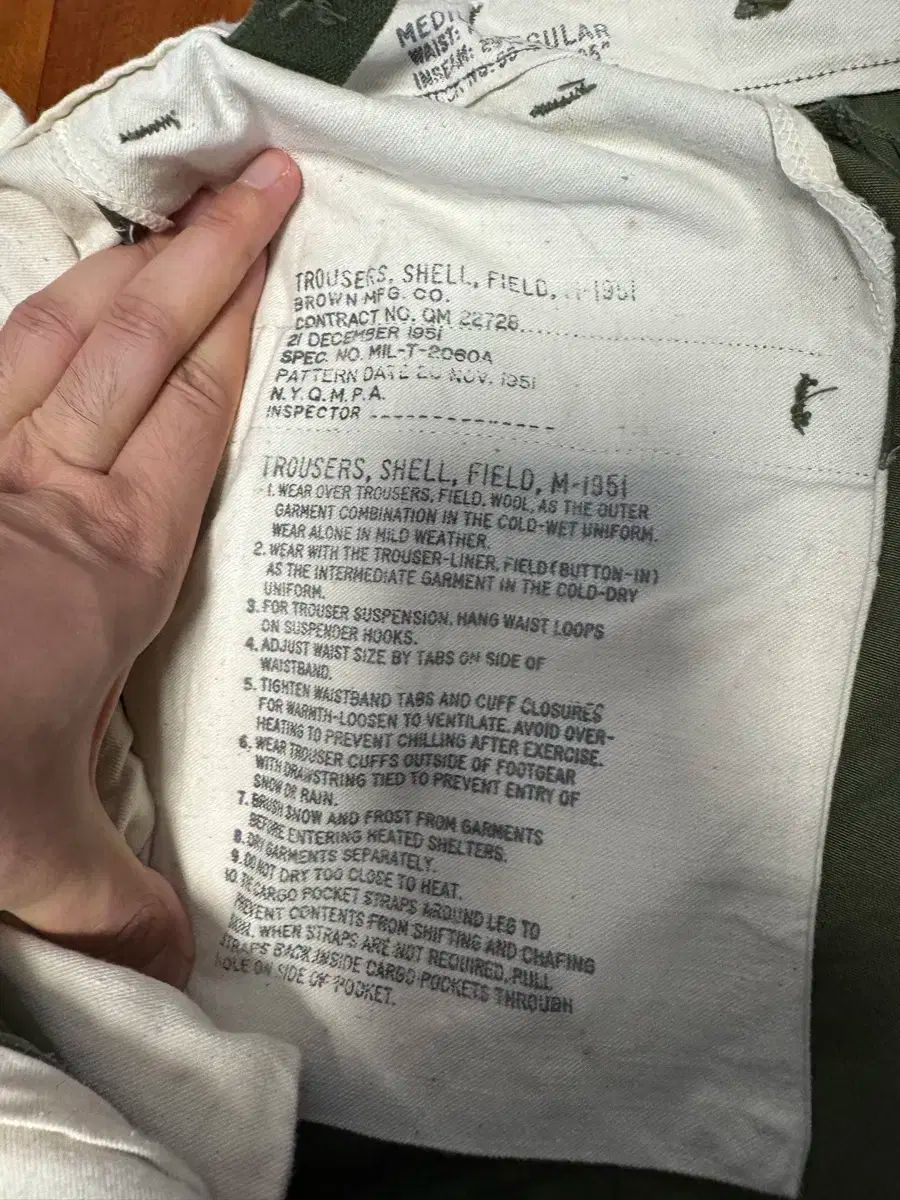 MEDI
WAIST:
GULAR
INSEAM:
TROUSERS, SHELL, FIELD, M-1951
BROWN MFG. CO.
CONTRACT NO. QM 22728
21 DECEMBER 1951
SPEC. NO. MIL-T-2060A
PATTERN DATE 20 NOV. 1951
N.Y.Q.M.P.A.
INSPECTOR
TROUSERS, SHELL, FIELD, M-1951
1. WEAR OVER TROUSERS, FIELD, WOOL, AS THE OUTER
GARMENT COMBINATION IN THE COLD-WET UNIFORM.
WEAR ALONE IN MILD WEATHER.
2. WEAR WITH THE TROUSER-LINER, FIELD (BUTTON-IN)
AS THE INTERMEDIATE GARMENT IN THE COLD-DRY
UNIFORM.
3. FOR TROUSER SUSPENSION, HANG WAIST LOOPS
ON SUSPENDER HOOKS.
4. ADJUST WAIST SIZE BY TABS ON SIDE OF
WAISTBAND.
5. TIGHTEN WAISTBAND TABS AND CUFF CLOSURES
FOR WARMTH-LOOSEN TO VENTILATE. AVOID OVER-
HEATING TO PREVENT CHILLING AFTER EXERCISE.
6. WEAR TROUSER CUFFS OUTSIDE OF FOOTGEAR
WITH DRAWSTRING TIED TO PREVENT ENTRY OF
SNOW OR RAIN.
7. BRUSH SNOW AND FROST FROM GARMENTS
BEFORE ENTERING HEATED SHELTERS.
8. DRY GARMENTS SEPARATELY.
9. DO NOT DRY TOO CLOSE TO HEAT.
10. TIE CARGO POCKET STRAPS AROUND LEG TO
PREVENT CONTENTS FROM SHIFTING AND CHAFING
WHEN STRAPS ARE NOT REQUIRED, PULL
STRAPS BACK INSIDE CARGO POCKETS THROUGH
HOLE ON SIDE OF POCKET.